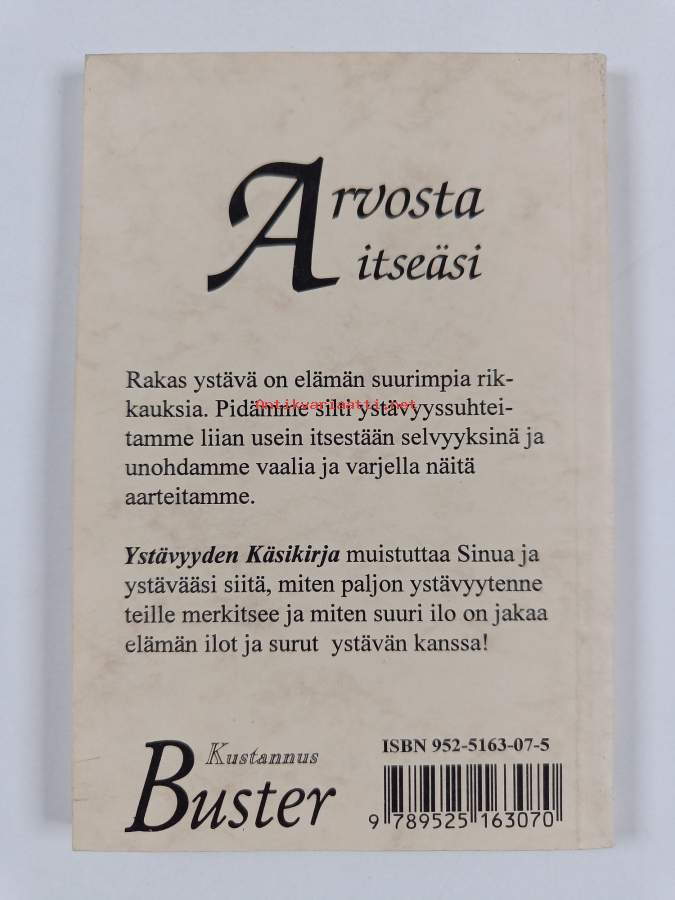 Arvosta
itseäsi
Rakas ystävä on elämän suurimpia rik-
kauksia. Pidämme silti ystävyyssuhtei-
Antikvariaatti.net
tamme liian usein itsestään selvyyksinä ja
unohdamme vaalia ja varjella näitä
aarteitamme.
Ystävyyden Käsikirja muistuttaa Sinua ja
ystävääsi siitä, miten paljon ystävyytenne
teille merkitsee ja miten suuri ilo on jakaa
elämän ilot ja surut ystävän kanssa!
Kustannus
Buster
ISBN 952-5163-07-5
9 789525 163070